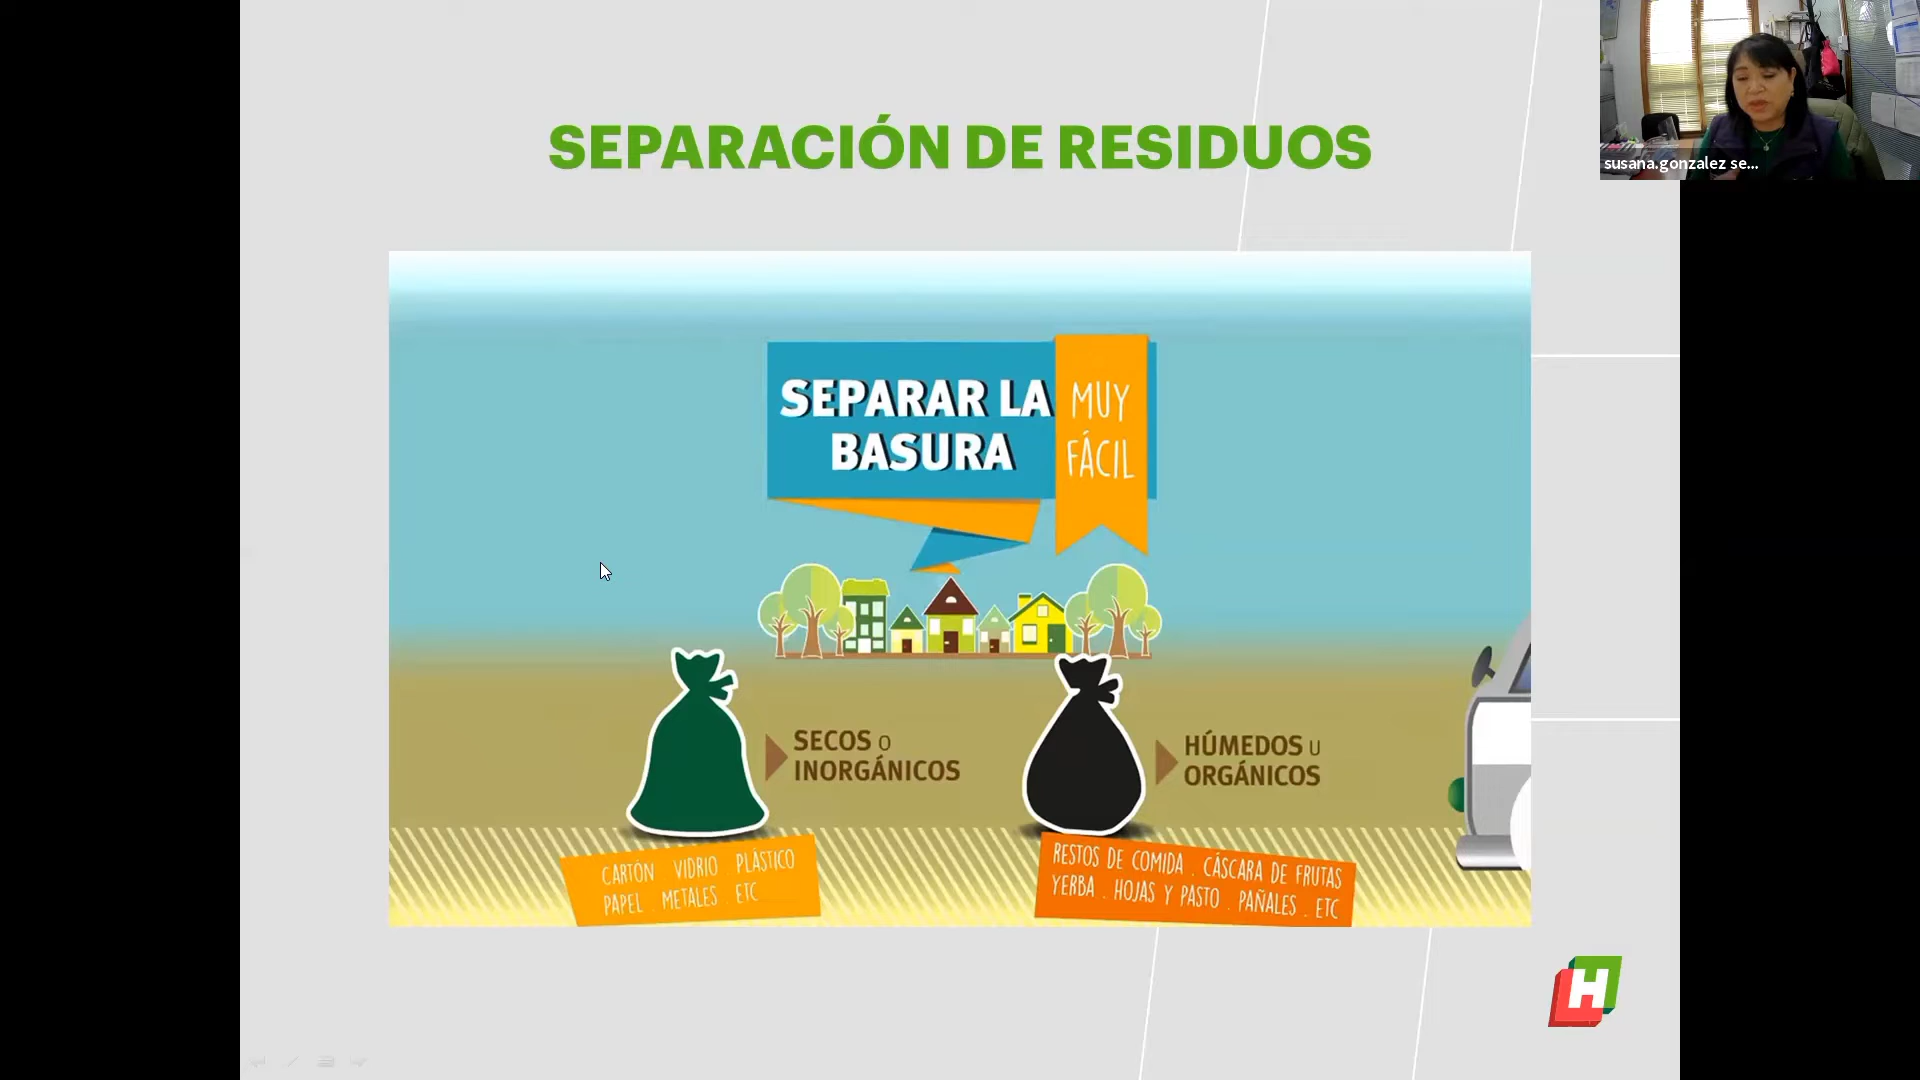 SEPARACIÓN DE RESIDUOS
susana.gonzalez se...
SEPARAR LA
BASURA
MUY
FÁCIL
SECOS O
INORGÁNICOS
HÚMEDOS U
ORGÁNICOS
CARTÓN VIDRIO PLÁSTICO
PAPEL . METALES . ETC
RESTOS DE COMIDA . CÁSCARA DE FRUTAS
YERBA . HOJAS Y PASTO . PAÑALES . ETC
H